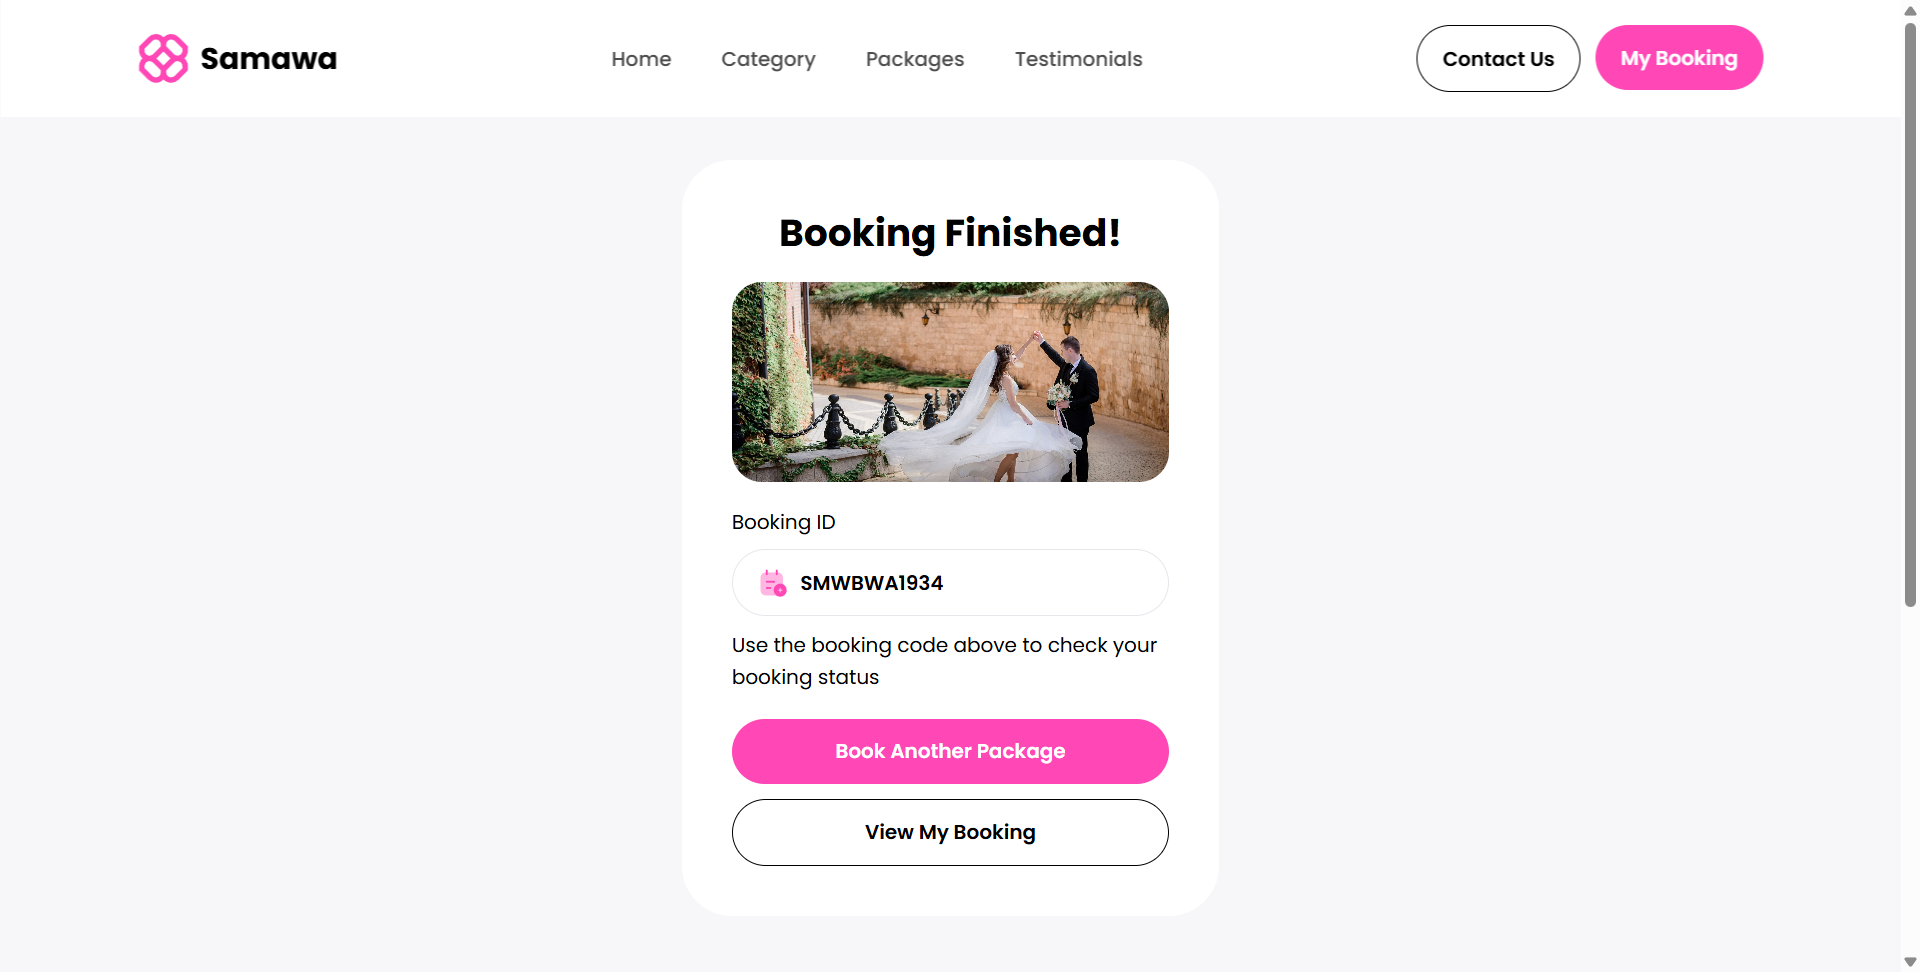 Samawa
Home
Category
Packages
Testimonials
Contact Us
My Booking
Booking Finished!
Booking ID
SMWBWA1934
Use the booking code above to check your
booking status
Book Another Package
View My Booking